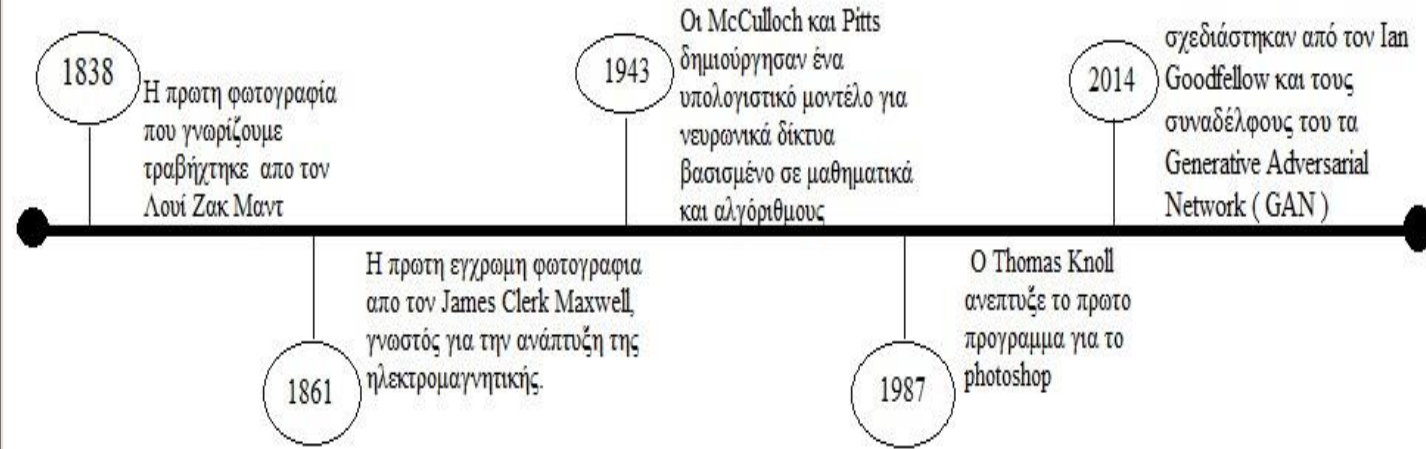 1838
Η πρωτη φωτογραφία
που γνωρίζουμε
τραβήχτηκε απο τον
Λουί Ζακ Μαντ
1861
Η πρωτη εγχρωμη φωτογραφια
απο τον James Clerk Maxwell,
γνωστός για την ανάπτυξη της
ηλεκτρομαγνητικής.
1943
Οι McCulloch και Pitts
δημιούργησαν ένα
υπολογιστικό μοντέλο για
νευρωνικά δίκτυα
βασισμένο σε μαθηματικά
και αλγόριθμους
1987
Ο Thomas Knoll
ανεπτυξε το πρωτο
προγραμμα για το
photoshop
2014
σχεδιάστηκαν από τον Ian
Goodfellow και τους
συναδέλφους του τα
Generative Adversarial
Network ( GAN )